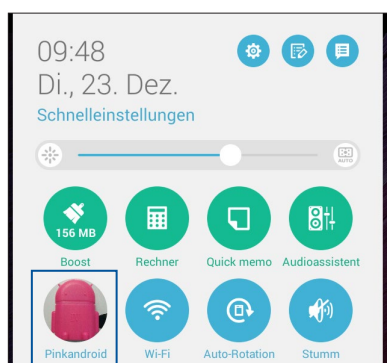 09:48
Di., 23. Dez.
Schnelleinstellungen
AUTO
156 MB
Boost Rechner Quick memo Audioassistent
Pinkandroid Wi-Fi Auto-Rotation Stumm